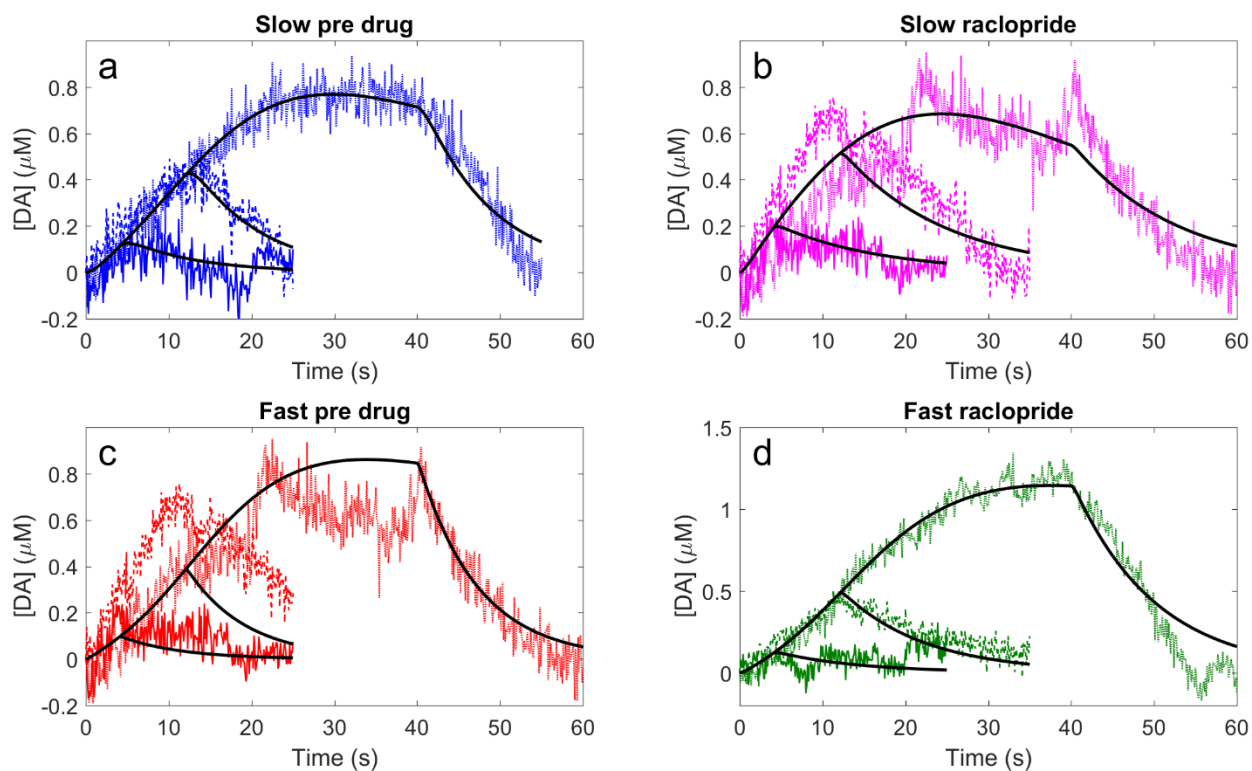 Slow pre drug
a
[DA] (μM)
0.8
0.6
0.4
0.2
0
-0.2
0 10 20 30 40 50 60
Time (s)
Slow raclopride
b
[DA] (μM)
0.8
0.6
0.4
0.2
0
-0.2
0 10 20 30 40 50 60
Time (s)
Fast pre drug
c
[DA] (μM)
0.8
0.6
0.4
0.2
0
-0.2
0 10 20 30 40 50 60
Time (s)
Fast raclopride
d
[DA] (μM)
1.5
1
0.5
0
0 10 20 30 40 50 60
Time (s)